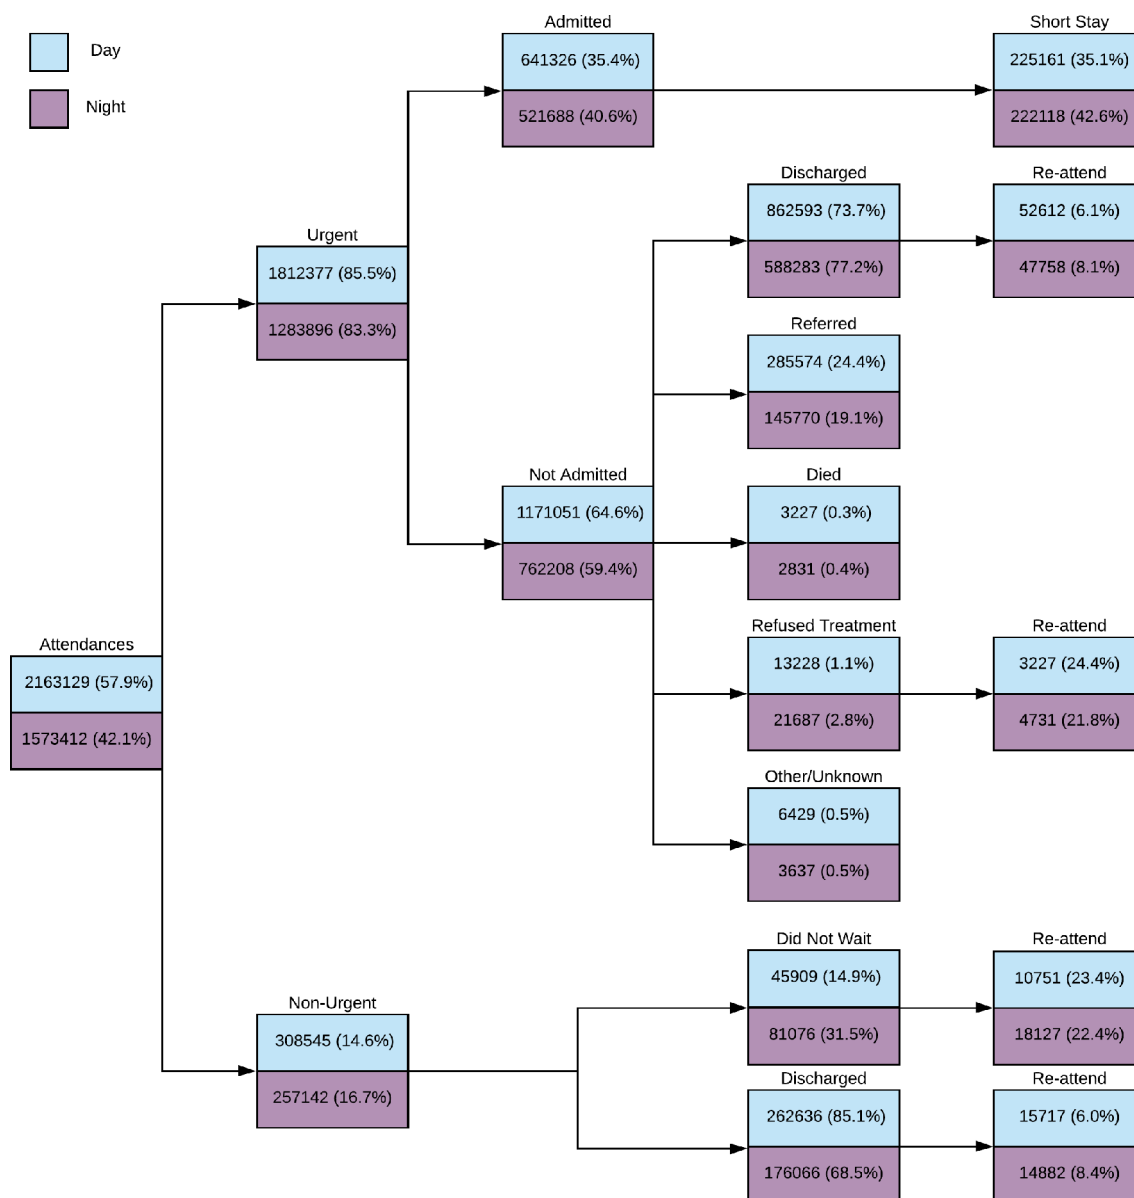 Day
Night
Admitted
641326 (35.4%)
521688 (40.6%)
Short Stay
225161 (35.1%)
222118 (42.6%)
Discharged
862593 (73.7%)
588283 (77.2%)
Re-attend
52612 (6.1%)
47758 (8.1%)
Urgent
1812377 (85.5%)
1283896 (83.3%)
Referred
285574 (24.4%)
145770 (19.1%)
Not Admitted
1171051 (64.6%)
762208 (59.4%)
Died
3227 (0.3%)
2831 (0.4%)
Attendances
2163129 (57.9%)
1573412 (42.1%)
Refused Treatment
13228 (1.1%)
21687 (2.8%)
Re-attend
3227 (24.4%)
4731 (21.8%)
Other/Unknown
6429 (0.5%)
3637 (0.5%)
Did Not Wait
45909 (14.9%)
81076 (31.5%)
Re-attend
10751 (23.4%)
18127 (22.4%)
Non-Urgent
308545 (14.6%)
257142 (16.7%)
Discharged
262636 (85.1%)
176066 (68.5%)
Re-attend
15717 (6.0%)
14882 (8.4%)